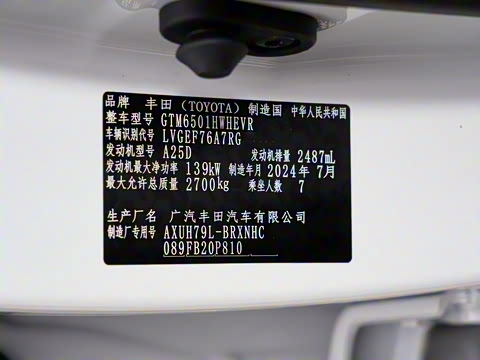 品牌 丰田(TOYOTA) 制造国 中华人民共和国
整车型号 GTM6501HWHEVR
车辆识别代号 LVGEF76A7RG
发动机型号 A25D 发动机排量 2487mL
发动机最大净功率 139kW 制造年月 2024 年 7月
最大允许总质量 2700kg 乘坐人数 7
生产厂名 广汽丰田汽车有限公司
制造厂专用号 AXUH79L-BRXNHC
089FB20P810